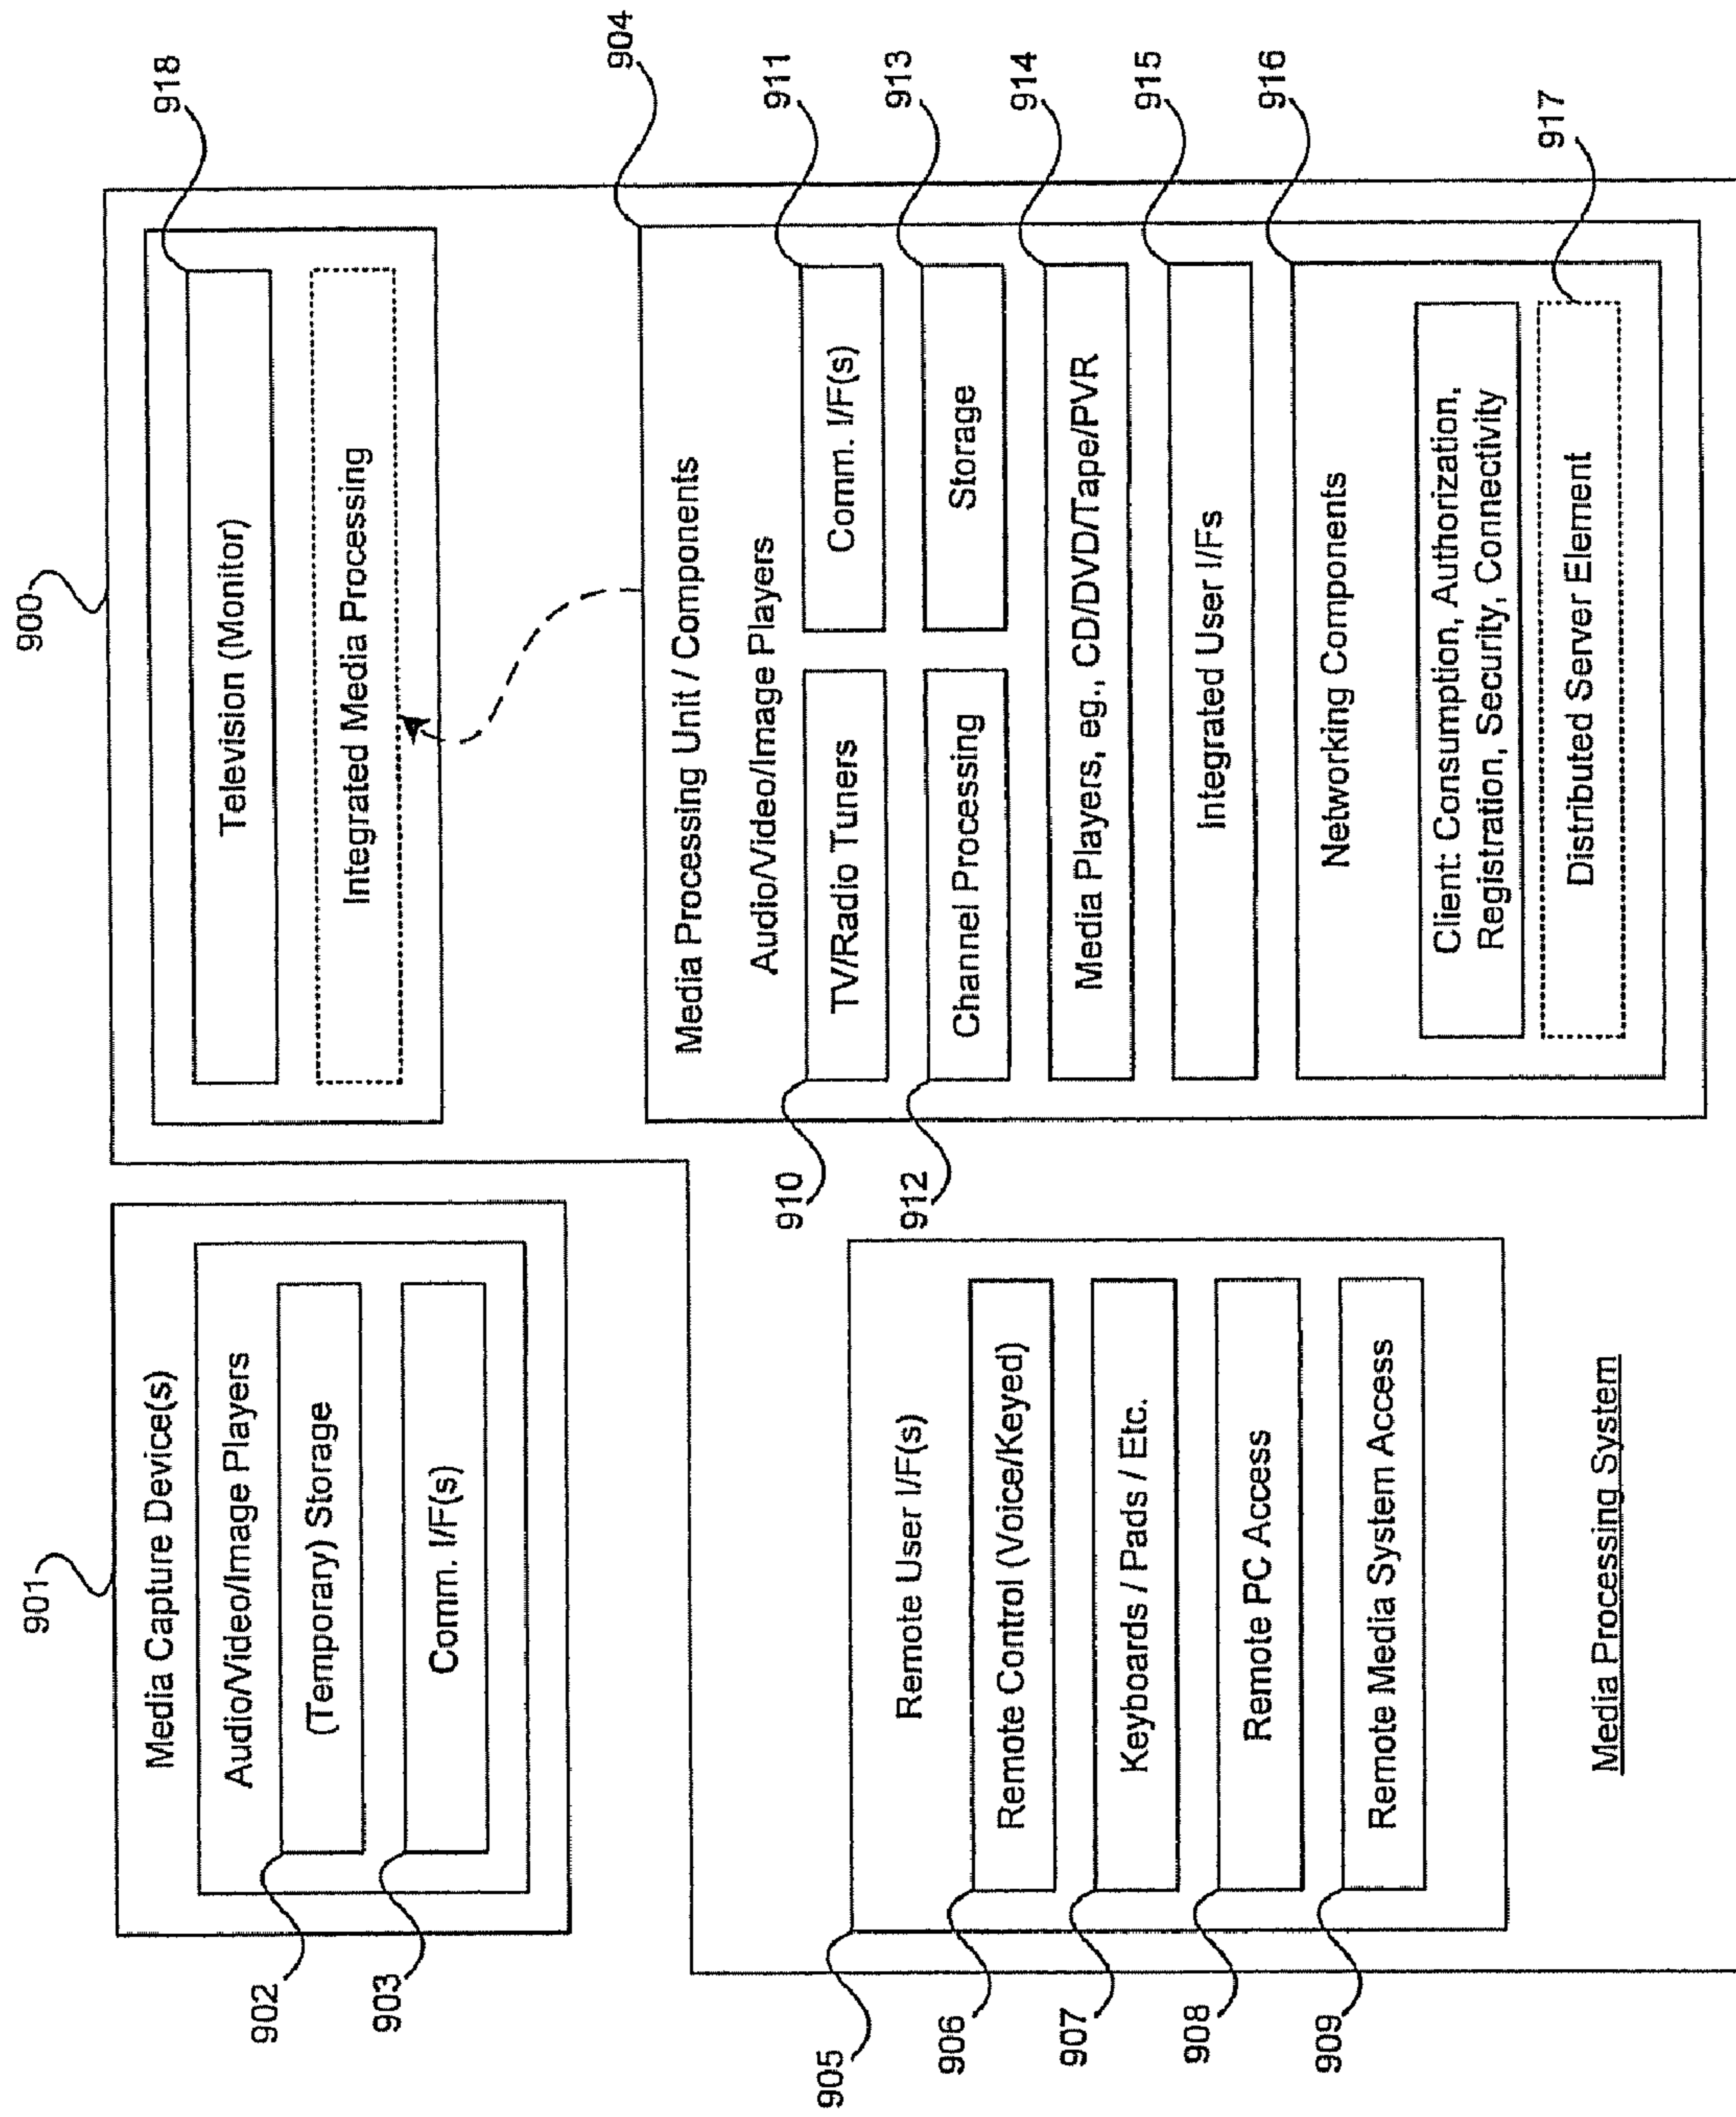 901
Media Capture Device(s)
Audio/Video/Image Players
(Temporary) Storage
Comm. I/F(s)
902
903
900
918
Television (Monitor)
Integrated Media Processing
904
Media Processing Unit / Components
Audio/Video/Image Players
TV/Radio Tuners
Comm. I/F(s)
Channel Processing
Storage
Media Players, eg., CD/DVD/Tape/PVR
Integrated User I/Fs
Networking Components
Client: Consumption, Authorization,
Registration, Security, Connectivity
Distributed Server Element
910
912
911
913
914
915
916
917
905
Remote User I/F(s)
Remote Control (Voice/Keyed)
Keyboards / Pads / Etc.
Remote PC Access
Remote Media System Access
906
907
908
909
Media Processing System